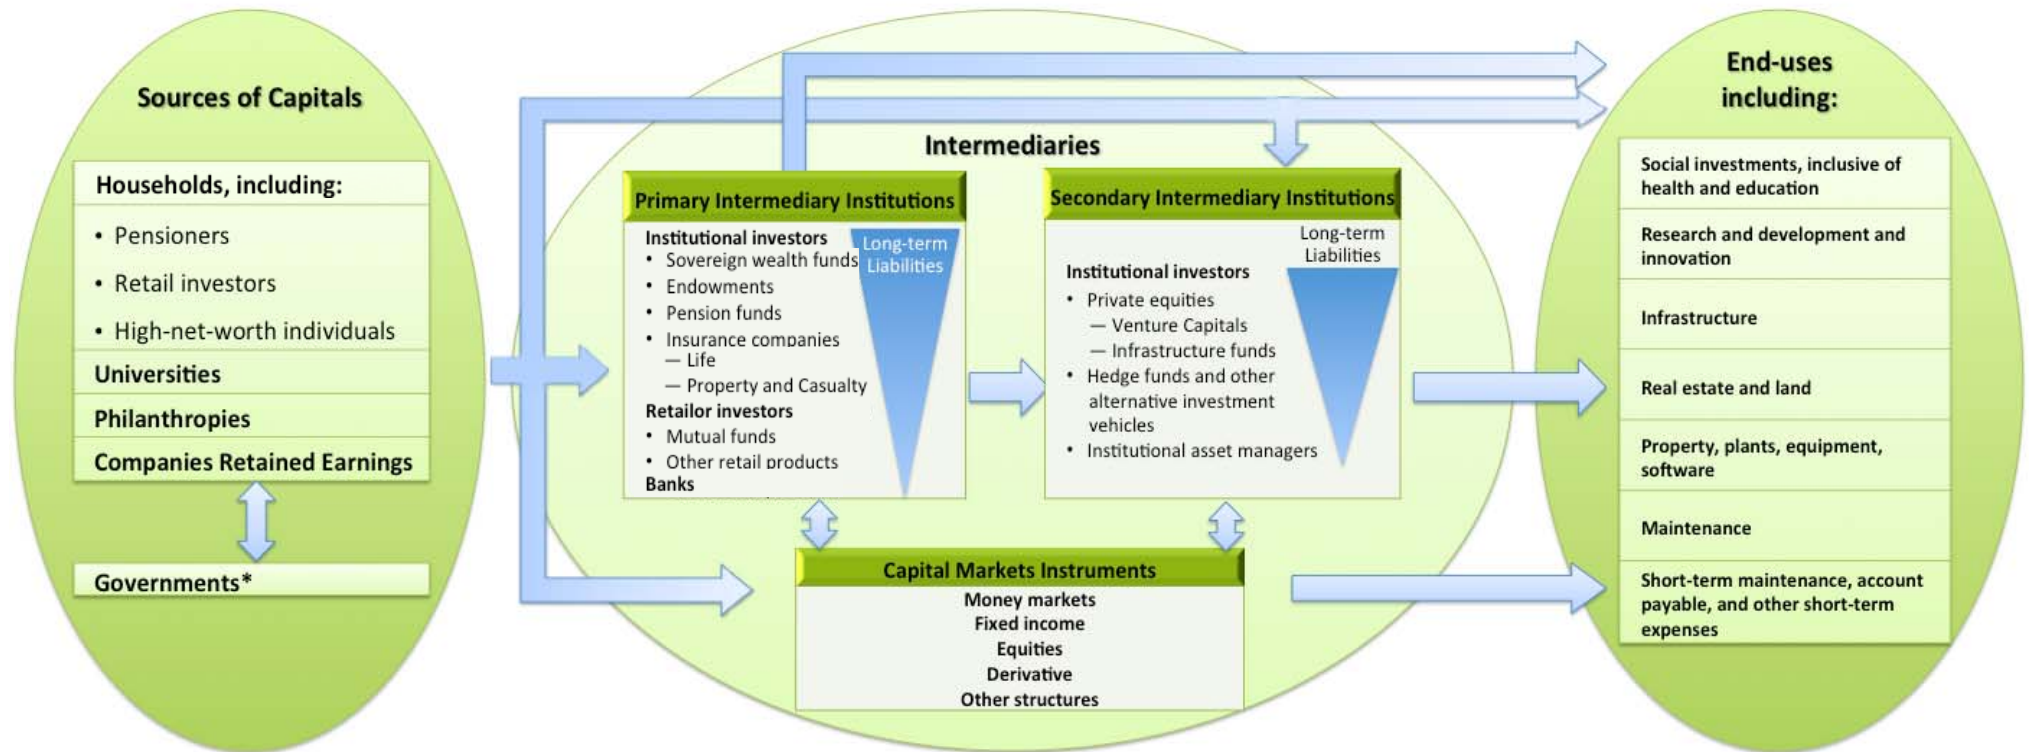 Sources of Capitals
Households, including:
• Pensioners
• Retail investors
• High-net-worth individuals
Universities
Philanthropies
Companies Retained Earnings
Governments*
Intermediaries
Primary Intermediary Institutions
Institutional investors
• Sovereign wealth funds
• Endowments
• Pension funds
• Insurance companies
— Life
— Property and Casualty
Retailor investors
• Mutual funds
• Other retail products
Banks
Long-term
Liabilities
Secondary Intermediary Institutions
Long-term
Liabilities
Institutional investors
• Private equities
— Venture Capitals
— Infrastructure funds
• Hedge funds and other
alternative investment
vehicles
• Institutional asset managers
Capital Markets Instruments
Money markets
Fixed income
Equities
Derivative
Other structures
End-uses
including:
Social investments, inclusive of
health and education
Research and development and
innovation
Infrastructure
Real estate and land
Property, plants, equipment,
software
Maintenance
Short-term maintenance, account
payable, and other short-term
expenses